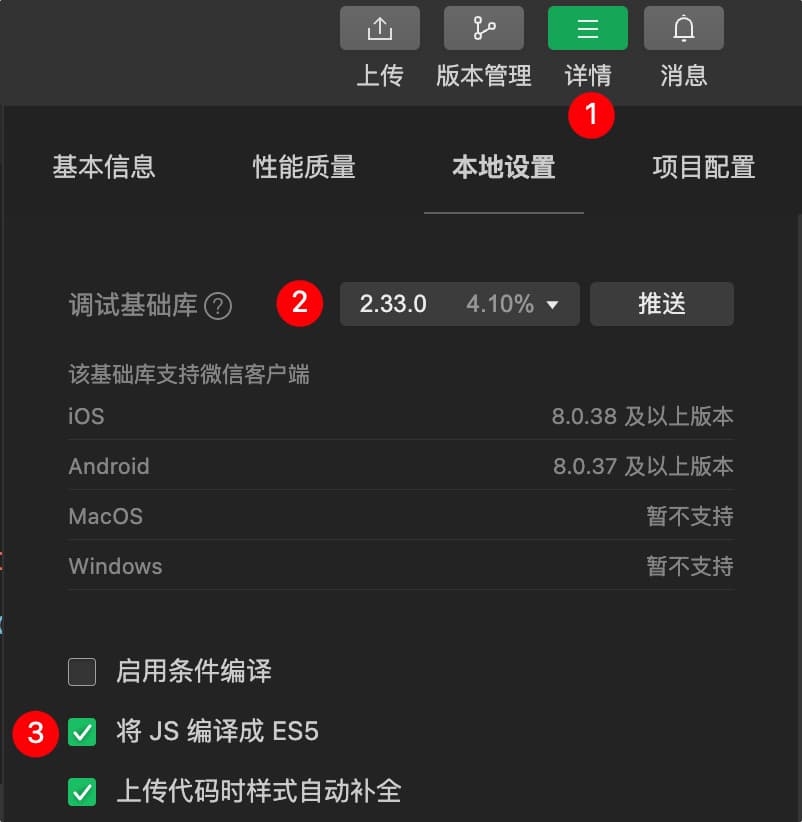 上传 版本管理 详情 消息
1
基本信息 性能质量 本地设置 项目配置
调试基础库 ? 2 2.33.0 4.10% 推送
该基础库支持微信客户端
iOS 8.0.38 及以上版本
Android 8.0.37 及以上版本
MacOS 暂不支持
Windows 暂不支持
启用条件编译
3 将 JS 编译成 ES5
上传代码时样式自动补全